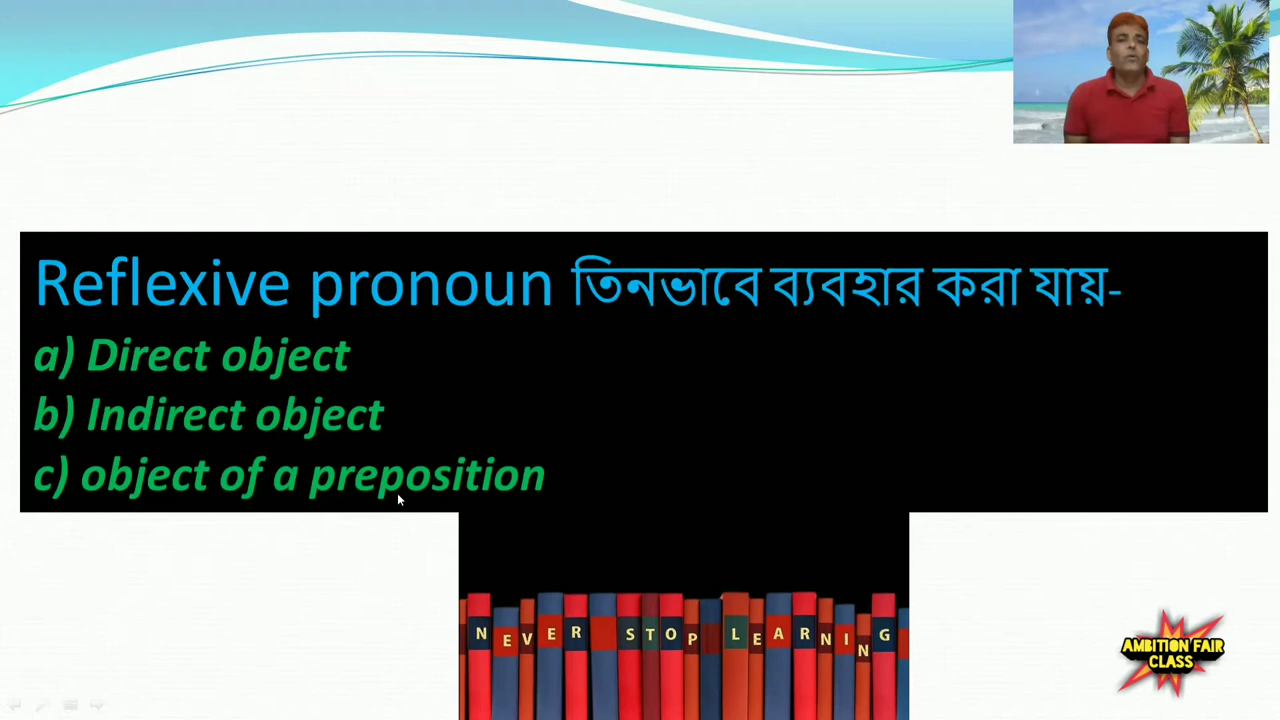 Reflexive pronoun তিনভাবে ব্যবহার করা যায়-
a) Direct object
b) Indirect object
c) object of a preposition
NEVER STOP LEARNING
AMBITION FAIR
CLASS